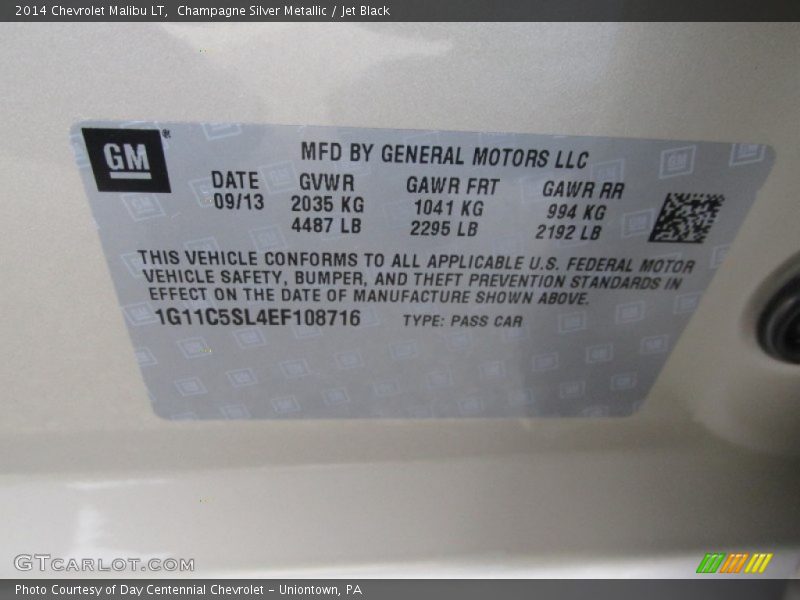 2014 Chevrolet Malibu LT,  Champagne Silver Metallic / Jet Black
GM
MFD BY GENERAL MOTORS LLC
DATE GVWR GAWR FRT GAWR RR
09/13 2035 KG 1041 KG 994 KG
4487 LB 2295 LB 2192 LB
THIS VEHICLE CONFORMS TO ALL APPLICABLE U.S. FEDERAL MOTOR
VEHICLE SAFETY, BUMPER, AND THEFT PREVENTION STANDARDS IN
EFFECT ON THE DATE OF MANUFACTURE SHOWN ABOVE.
1G11C5SL4EF108716 TYPE: PASS CAR
GTCARLOT.COM
Photo Courtesy of Day Centennial Chevrolet – Uniontown, PA